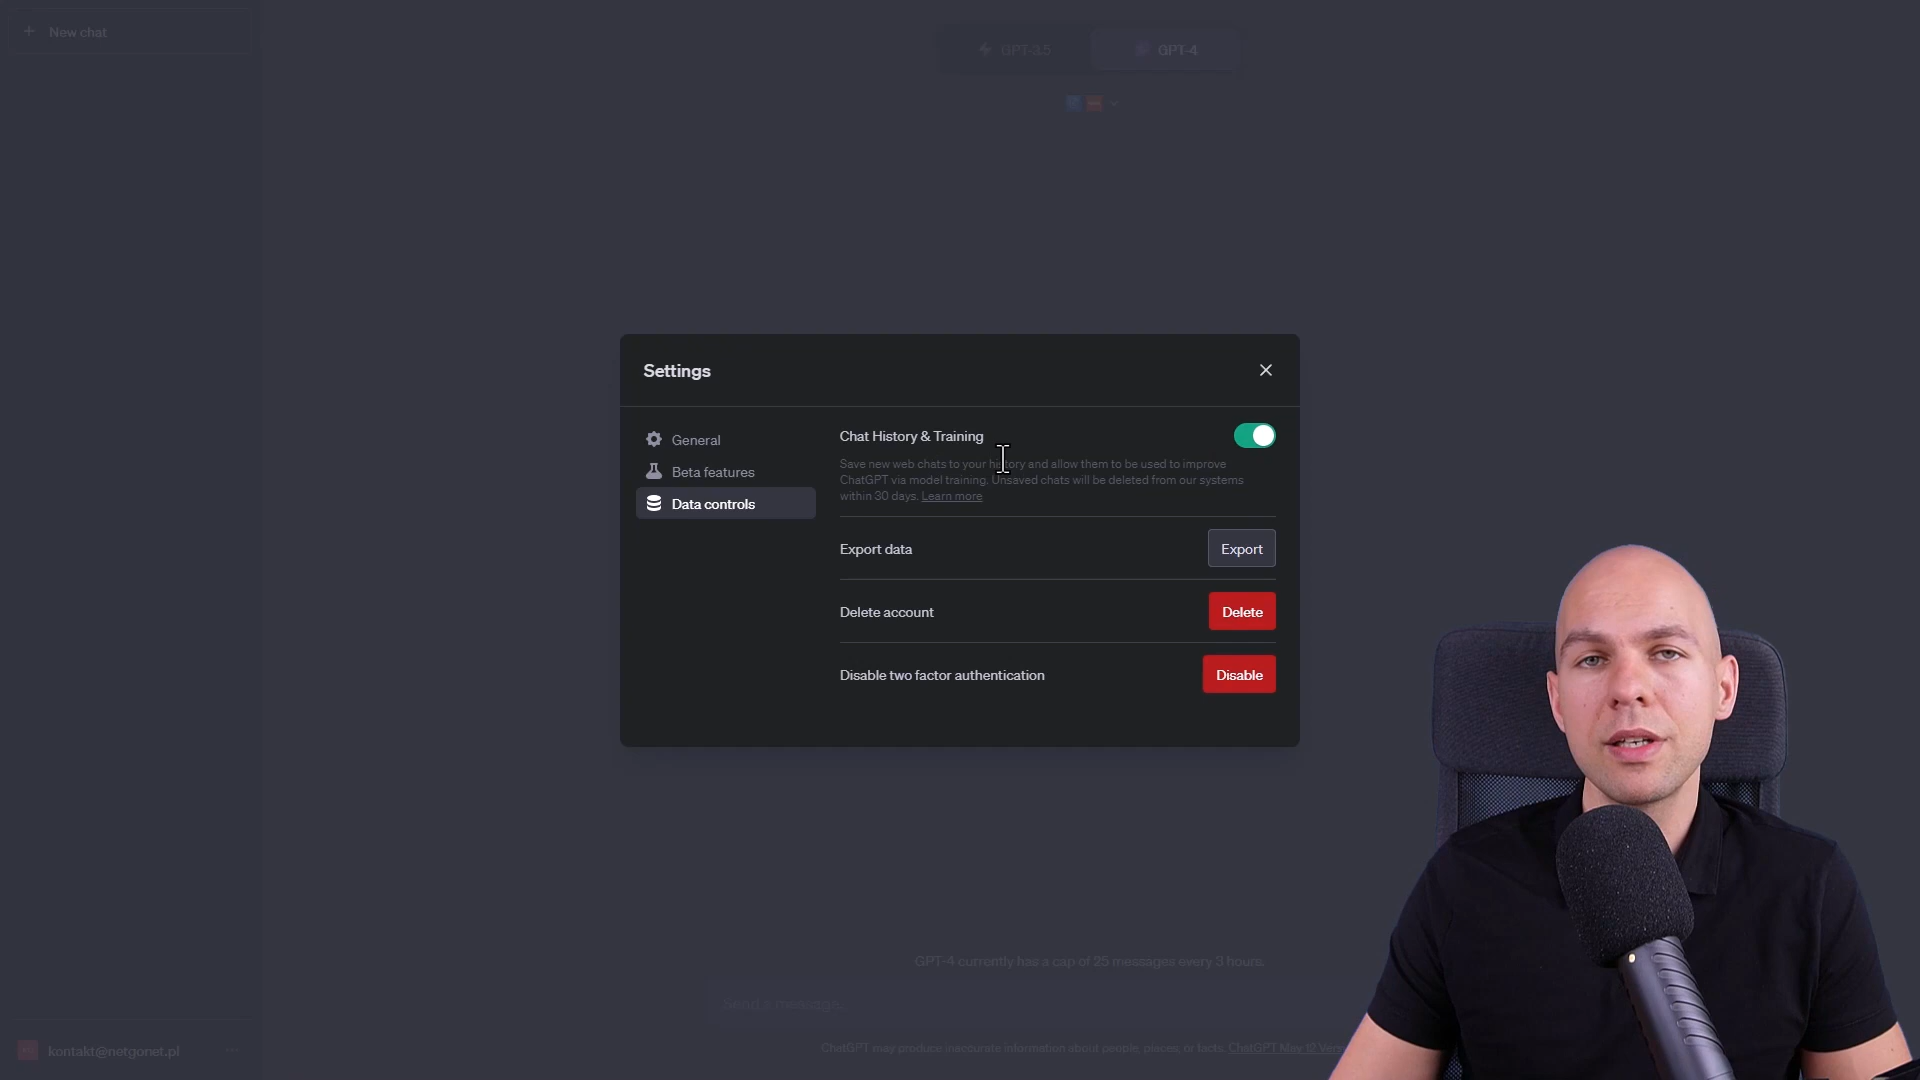 New chat
GPT-3.5
GPT-4
Settings
General
Beta features
Data controls
Chat History & Training
Save new web chats to your history and allow them to be used to improve
ChatGPT via model training. Unsaved chats will be deleted from our systems
within 30 days. Learn more
Export data
Export
Delete account
Delete
Disable two factor authentication
Disable
GPT-4 currently has a cap of 25 messages every 3 hours.
Send a message.
ChatGPT may produce inaccurate information about people, places, or facts. ChatGPT May 12
kontakt@netgonet.pl